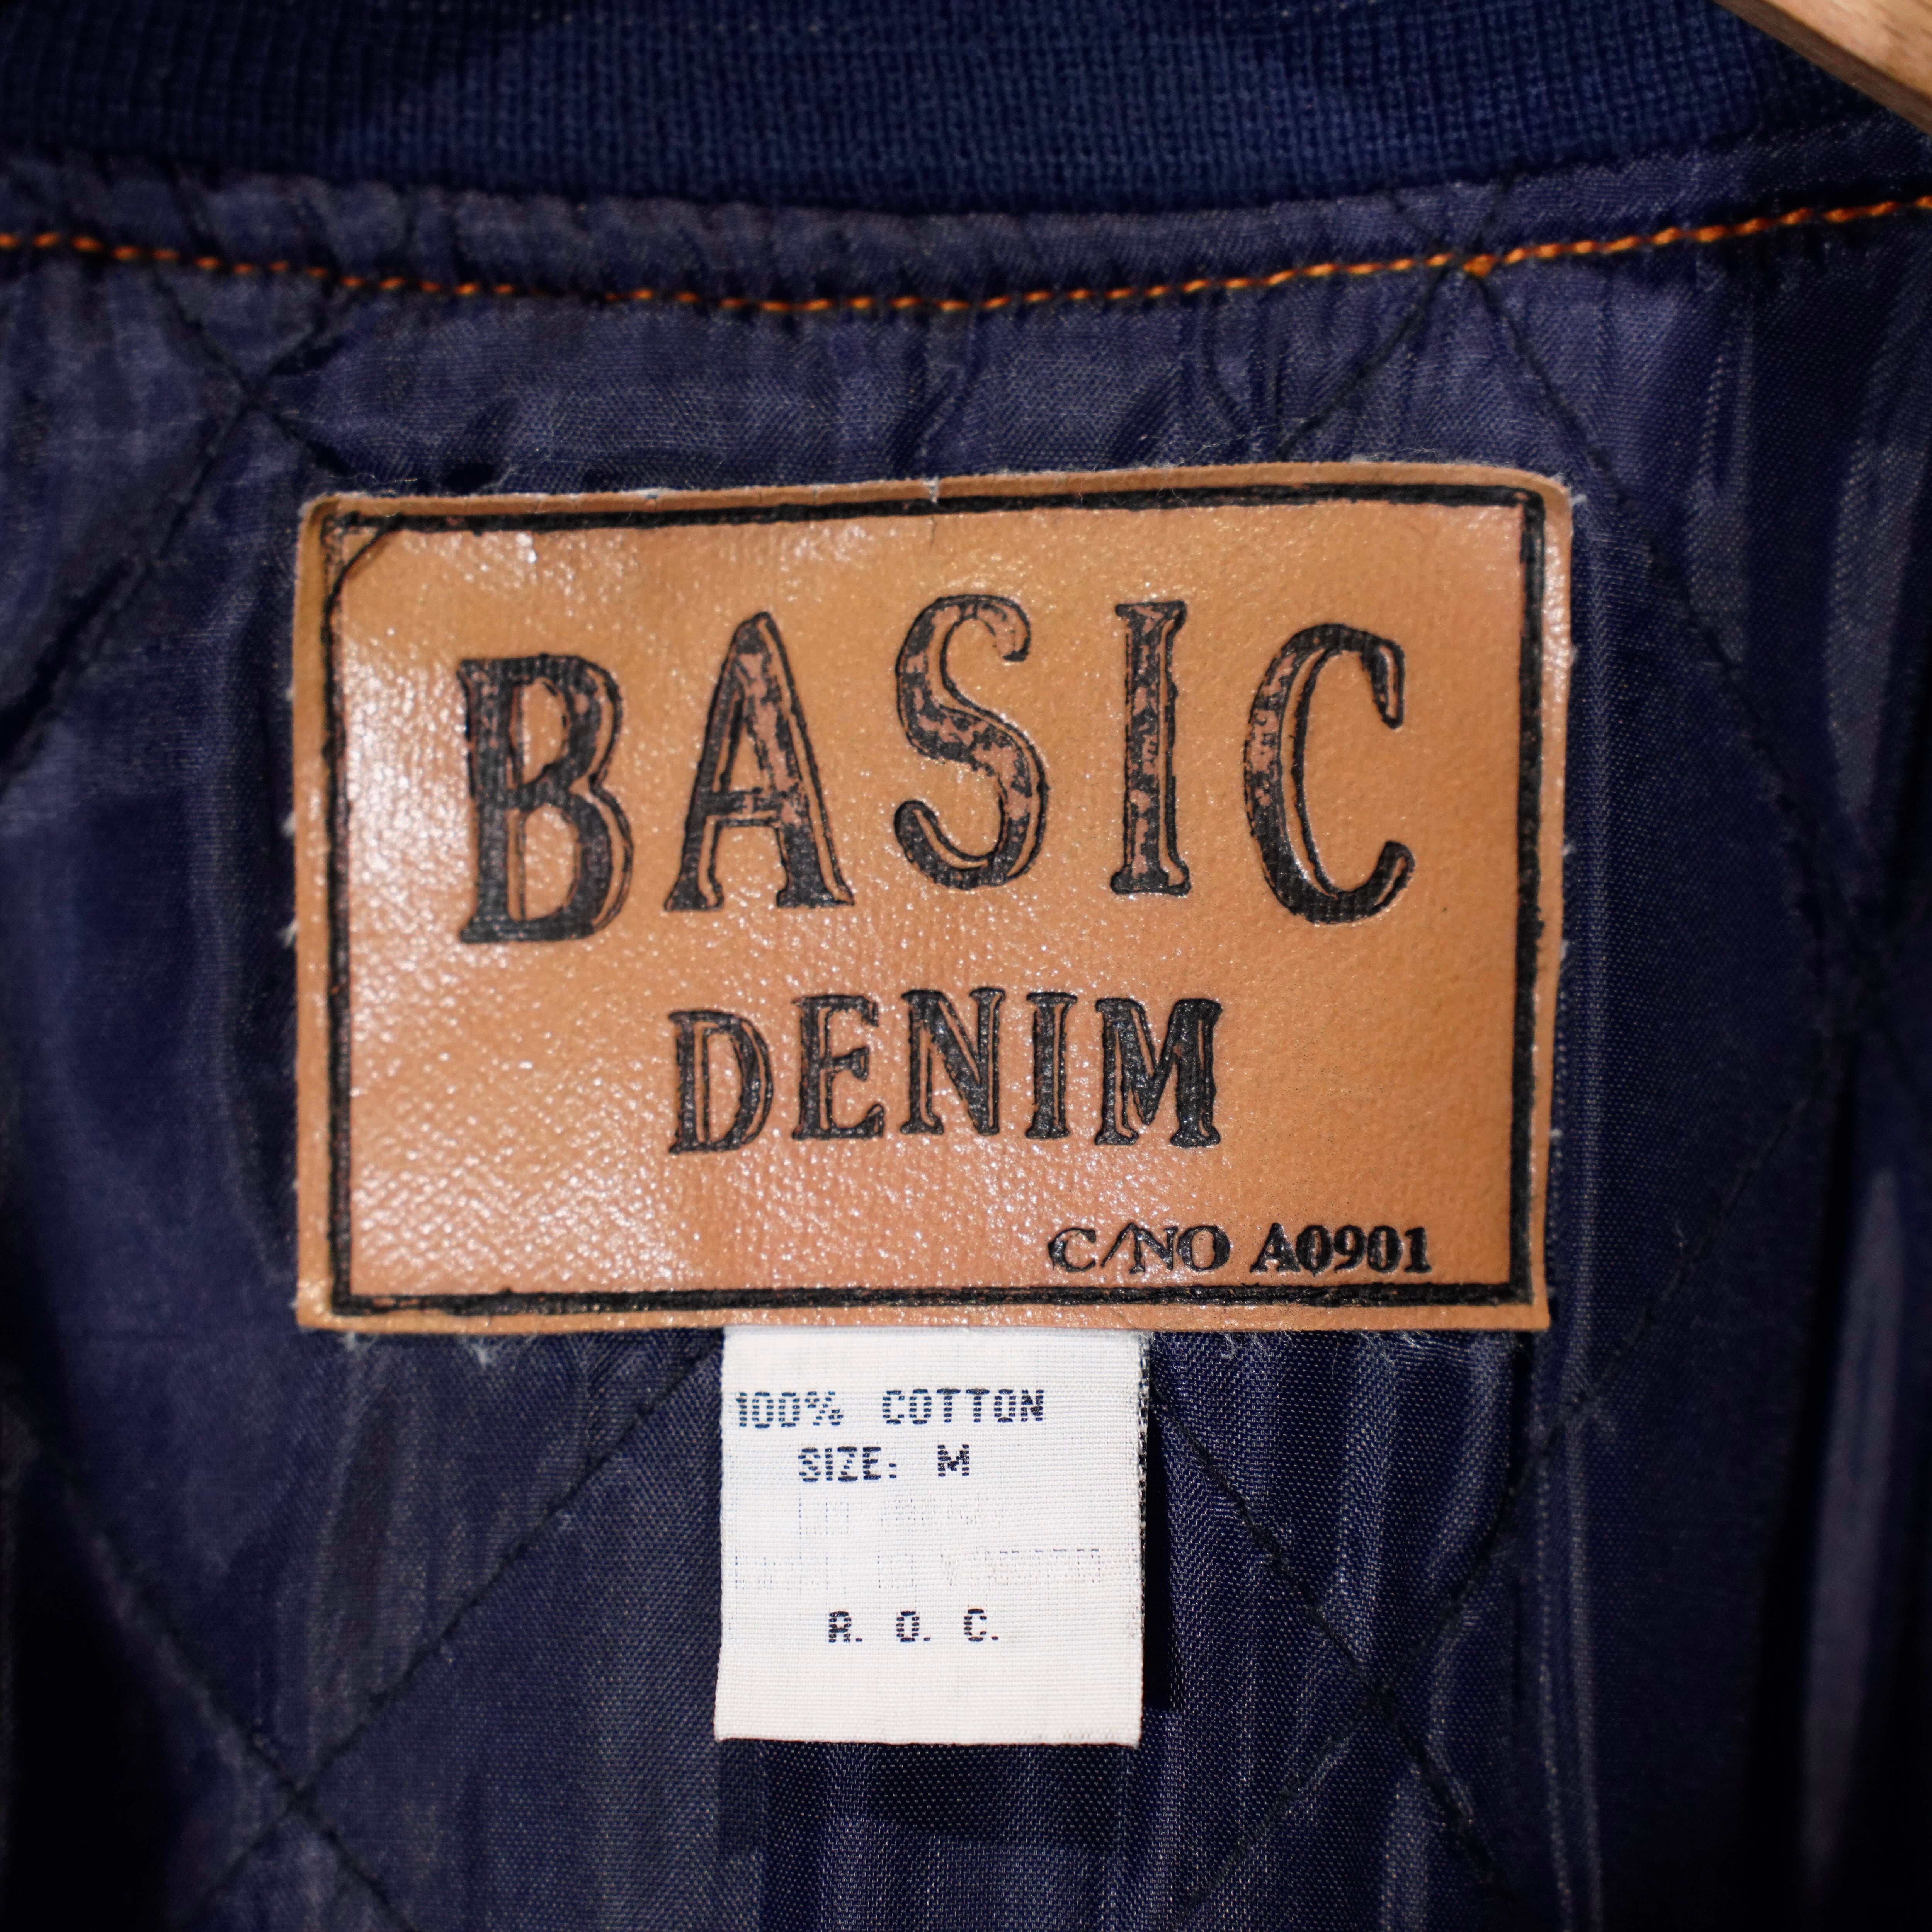 BASIC
DENIM
C/NO A0901
100% COTTON
SIZE: M
R. O. C.